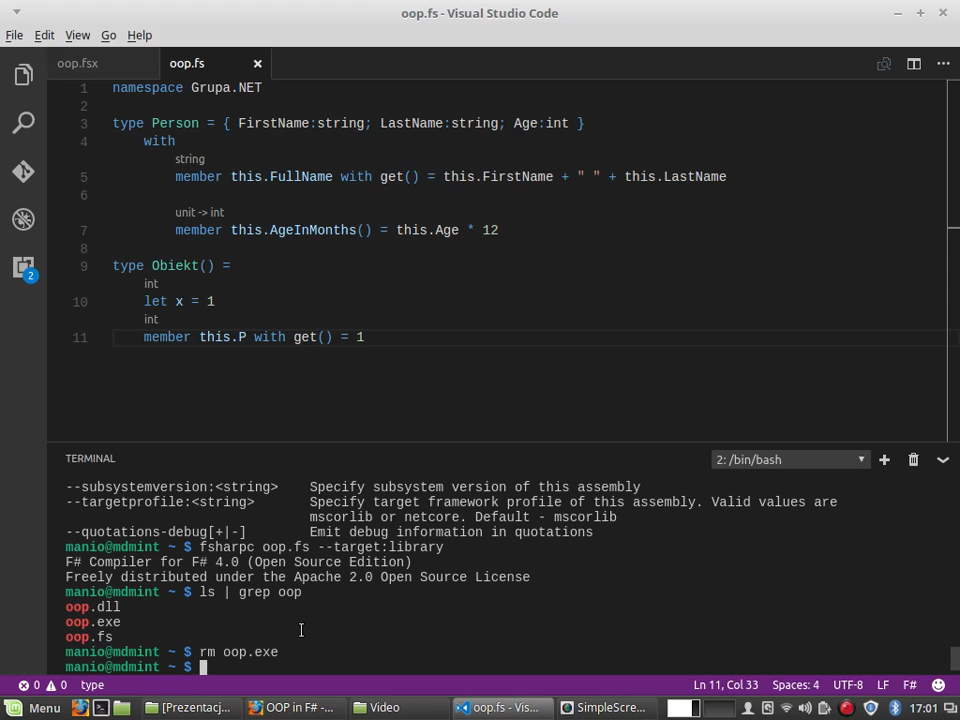 oop.fs - Visual Studio Code
File Edit View Go Help
oop.fsx oop.fs
1 namespace Grupa.NET
2
3 type Person = { FirstName:string; LastName:string; Age:int }
4 with
string
5 member this.FullName with get() = this.FirstName + " " + this.LastName
6
unit -> int
7 member this.AgeInMonths() = this.Age * 12
8
9 type Obiekt() =
int
10 let x = 1
int
11 member this.P with get() = 1
2
TERMINAL 2: /bin/bash
--subsystemversion:<string> Specify subsystem version of this assembly
--targetprofile:<string> Specify target framework profile of this assembly. Valid values are
mscorlib or netcore. Default - mscorlib
--quotations-debug[+|-] Emit debug information in quotations
manio@mdmint ~ $ fsharpc oop.fs --target:library
F# Compiler for F# 4.0 (Open Source Edition)
Freely distributed under the Apache 2.0 Open Source License
manio@mdmint ~ $ ls | grep oop
oop.dll
oop.exe
oop.fs
manio@mdmint ~ $ rm oop.exe
manio@mdmint ~ $
0 0 type Ln 11, Col 33 Spaces: 4 UTF-8 LF F#
Menu [Prezentacj... OOP in F# -... Video oop.fs - Vis... SimpleScre... 17:01